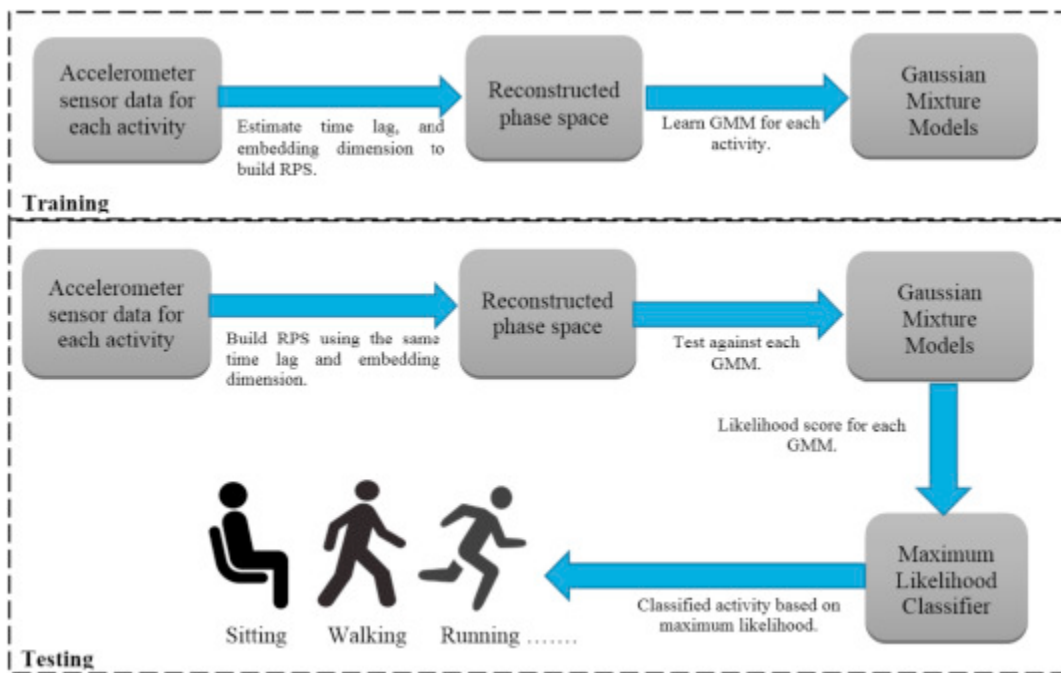 Accelerometer
sensor data for
each activity
Estimate time lag, and
embedding dimension to
build RPS.
Reconstructed
phase space
Learn GMM for each
activity.
Gaussian
Mixture
Models
Training
Accelerometer
sensor data for
each activity
Build RPS using the same
time lag and embedding
dimension.
Reconstructed
phase space
Test against each
GMM.
Gaussian
Mixture
Models
Likelihood score for each
GMM.
Maximum
Likelihood
Classifier
Classified activity based on
maximum likelihood.
Sitting Walking Running .......
Testing